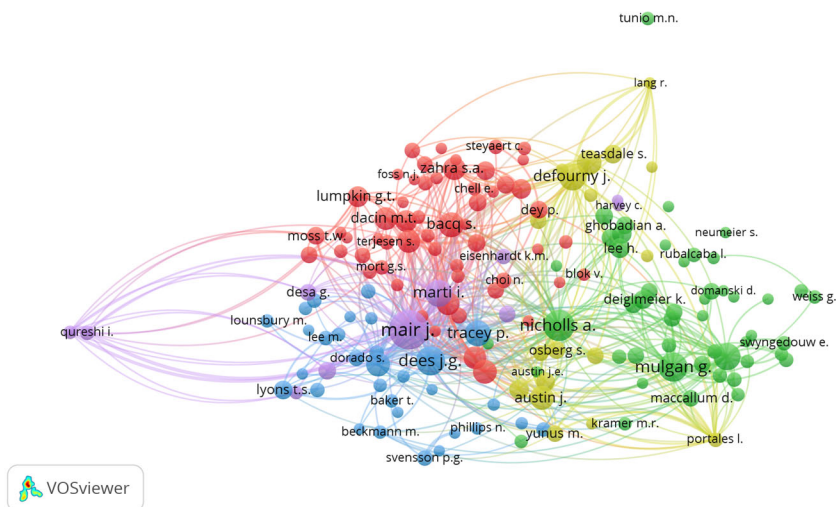 tunio m.n.
lang r.
steyaert c.
teasdale s.
foss n.j.
zahra s.a.
defourny j.
chell e.
lumpkin g.t.
harvey c.
dey p.
dacin m.t.
bacq s.
ghobadian a.
neumeier s.
moss t.w.
terjesen s.
lee h.
rubalcaba l.
eisenhardt k.m.
mort g.s.
blok v.
choi n.
desa g.
marti i.
domanski d.
deiglmeier k.
weiss g.
lounsbury m.
qureshi i.
mair j.
tracey p.
nicholls a.
lee m.
swyngedouw e.
osberg s.
dorado s.
dees j.g.
mulgan g.
austin j.e.
lyons t.s.
baker t.
austin j.
maccallum d.
kramer m.r.
beckmann m.
phillips n.
yunus m.
portales l.
svensson p.g.
VOSviewer